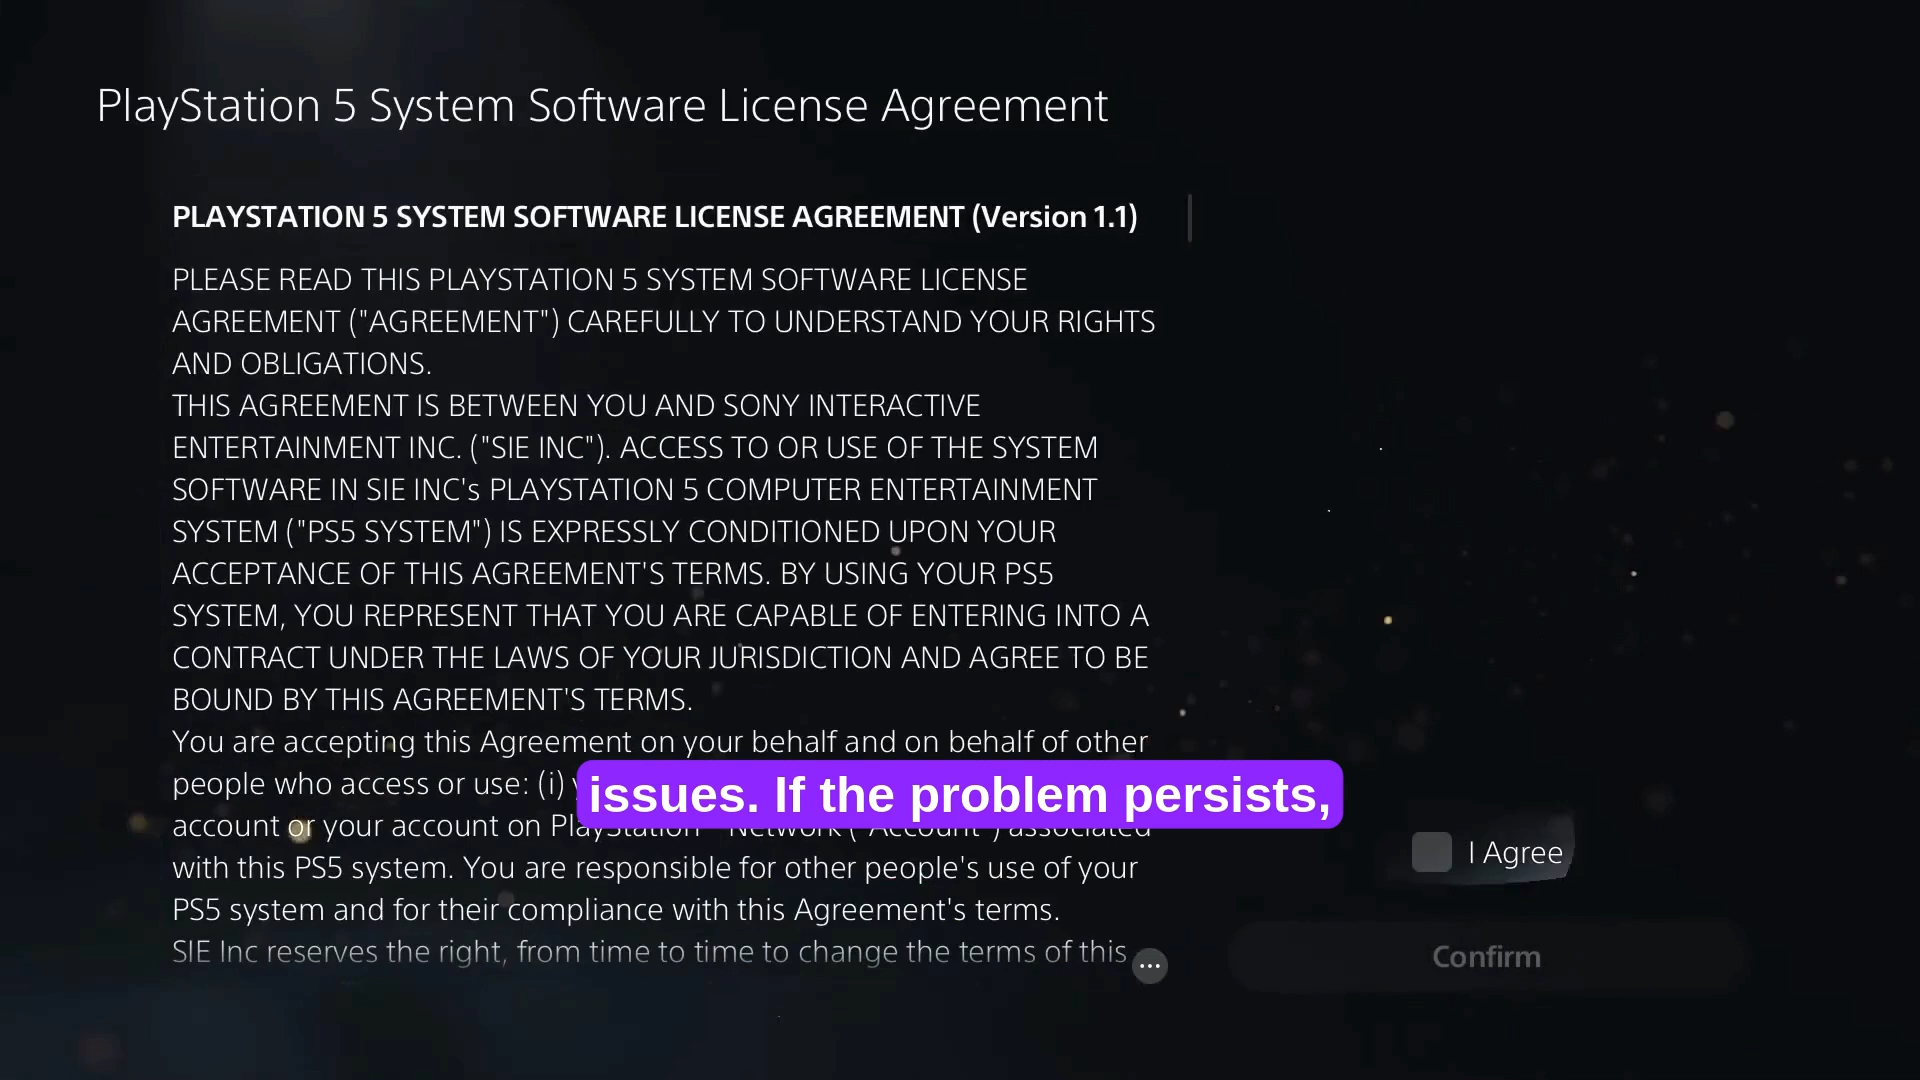 PlayStation 5 System Software License Agreement
PLAYSTATION 5 SYSTEM SOFTWARE LICENSE AGREEMENT (Version 1.1)
PLEASE READ THIS PLAYSTATION 5 SYSTEM SOFTWARE LICENSE
AGREEMENT ("AGREEMENT") CAREFULLY TO UNDERSTAND YOUR RIGHTS
AND OBLIGATIONS.
THIS AGREEMENT IS BETWEEN YOU AND SONY INTERACTIVE
ENTERTAINMENT INC. ("SIE INC"). ACCESS TO OR USE OF THE SYSTEM
SOFTWARE IN SIE INC's PLAYSTATION 5 COMPUTER ENTERTAINMENT
SYSTEM ("PS5 SYSTEM") IS EXPRESSLY CONDITIONED UPON YOUR
ACCEPTANCE OF THIS AGREEMENT'S TERMS. BY USING YOUR PS5
SYSTEM, YOU REPRESENT THAT YOU ARE CAPABLE OF ENTERING INTO A
CONTRACT UNDER THE LAWS OF YOUR JURISDICTION AND AGREE TO BE
BOUND BY THIS AGREEMENT'S TERMS.
You are accepting this Agreement on your behalf and on behalf of other
people who access or use: (i)
issues. If the problem persists,
account or your account on PlayStation Network ("Account") associated
with this PS5 system. You are responsible for other people's use of your
PS5 system and for their compliance with this Agreement's terms.
SIE Inc reserves the right, from time to time to change the terms of this
I Agree
Confirm